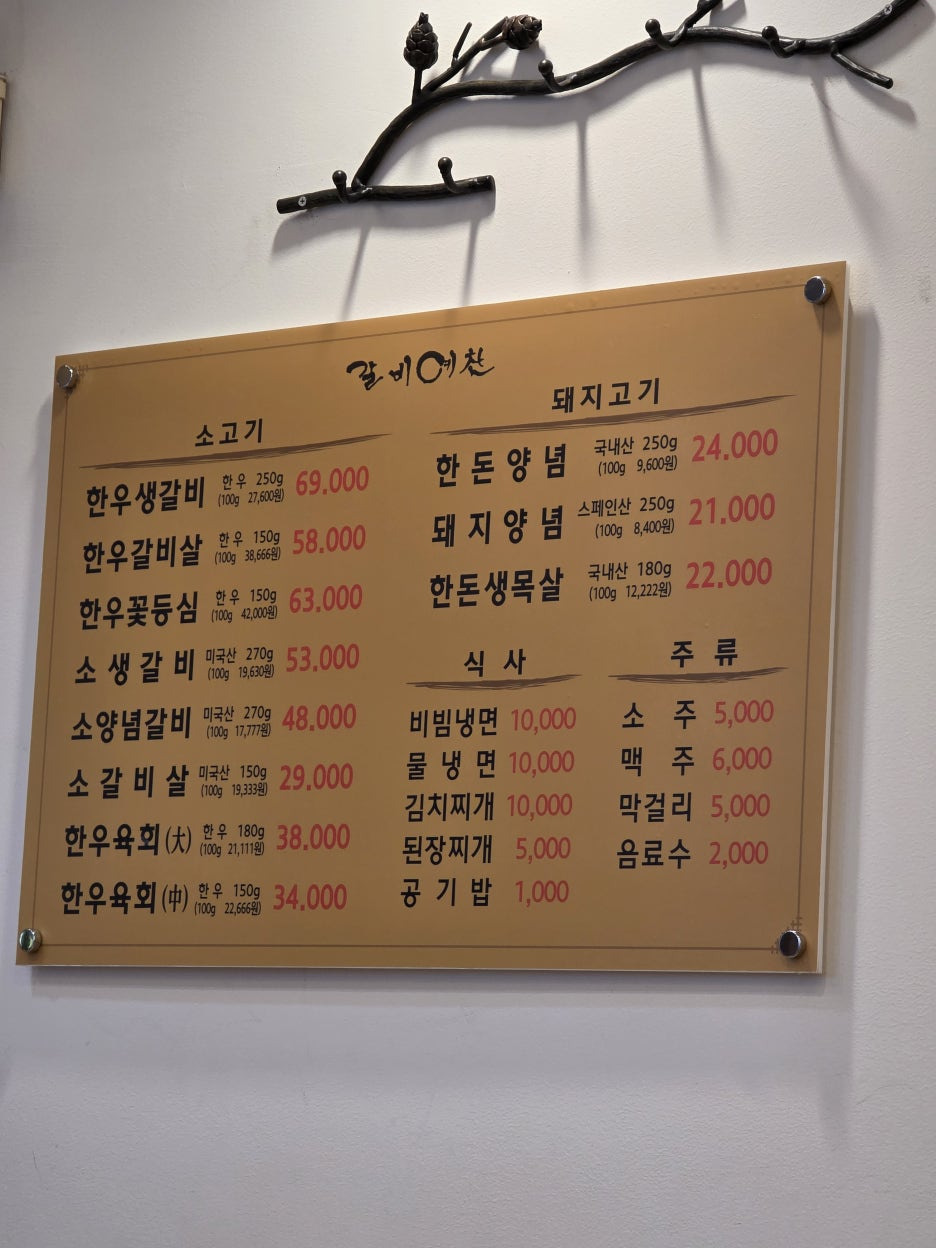 갈비예찬
소고기
한우생갈비 한우 250g (100g 27,600원) 69.000
한우갈비살 한우 150g (100g 38,666원) 58.000
한우꽃등심 한우 150g (100g 42,000원) 63.000
소생갈비 미국산 270g (100g 19,630원) 53.000
소양념갈비 미국산 270g (100g 17,777원) 48.000
소갈비살 미국산 150g (100g 19,333원) 29.000
한우육회(大) 한우 180g (100g 21,111원) 38.000
한우육회(中) 한우 150g (100g 22,666원) 34.000
돼지고기
한돈양념 국내산 250g (100g 9,600원) 24.000
돼지양념 스페인산 250g (100g 8,400원) 21.000
한돈생목살 국내산 180g (100g 12,222원) 22.000
식사
비빔냉면 10,000
물냉면 10,000
김치찌개 10,000
된장찌개 5,000
공기밥 1,000
주류
소주 5,000
맥주 6,000
막걸리 5,000
음료수 2,000